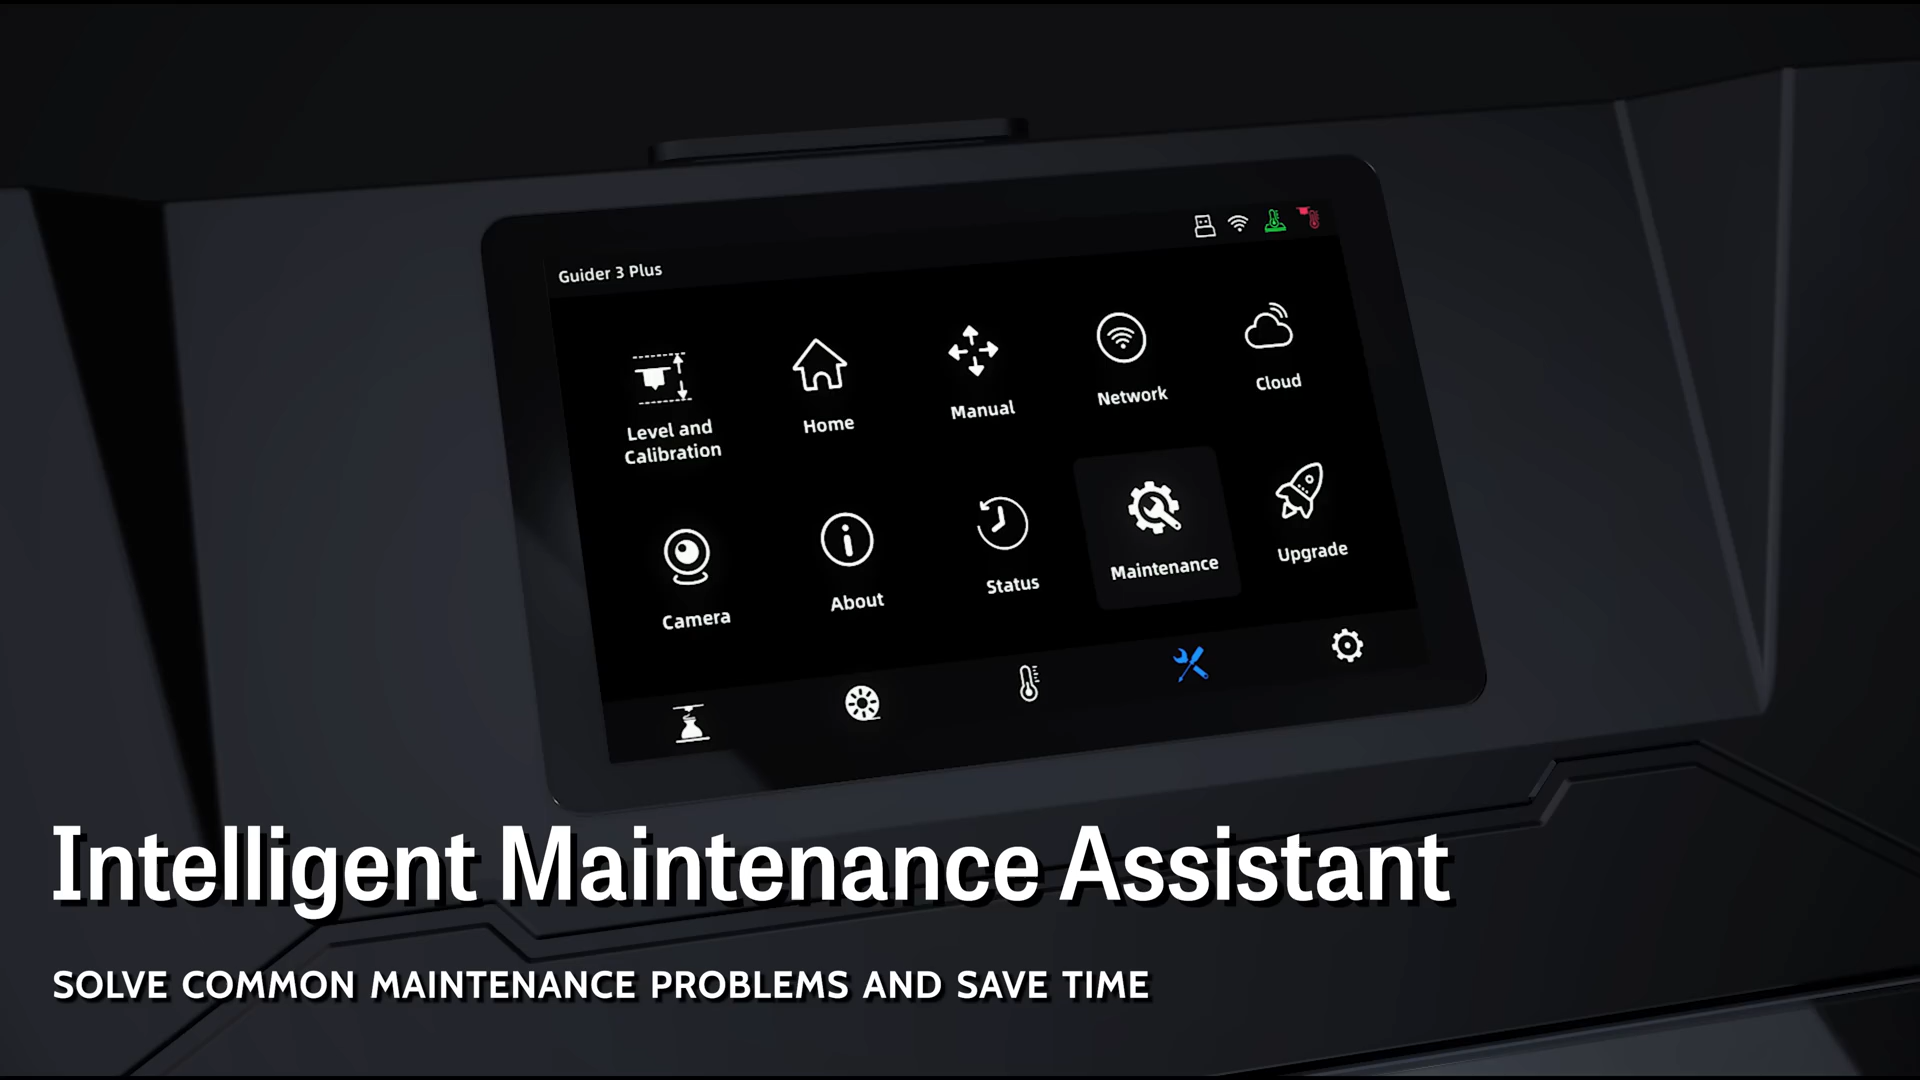 Guider 3 Plus
Level and
Calibration
Home
Manual
Network
Cloud
Camera
About
Status
Maintenance
Upgrade
Intelligent Maintenance Assistant
SOLVE COMMON MAINTENANCE PROBLEMS AND SAVE TIME